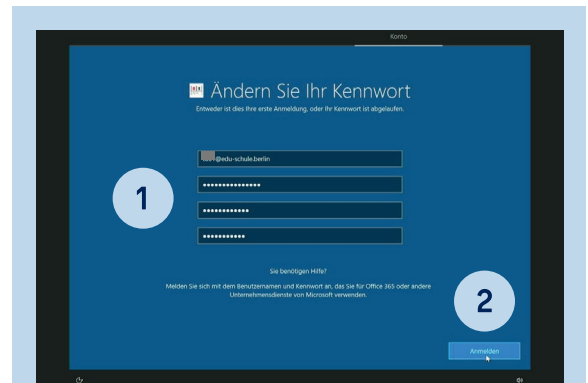 Konto
Ändern Sie Ihr Kennwort
Entweder ist dies Ihre erste Anmeldung, oder Ihr Kennwort ist abgelaufen.
@edu-schule.berlin
1
Sie benötigen Hilfe?
Melden Sie sich mit dem Benutzernamen und Kennwort an, das Sie für Office 365 oder andere
Unternehmensdienste von Microsoft verwenden.
2
Anmelden